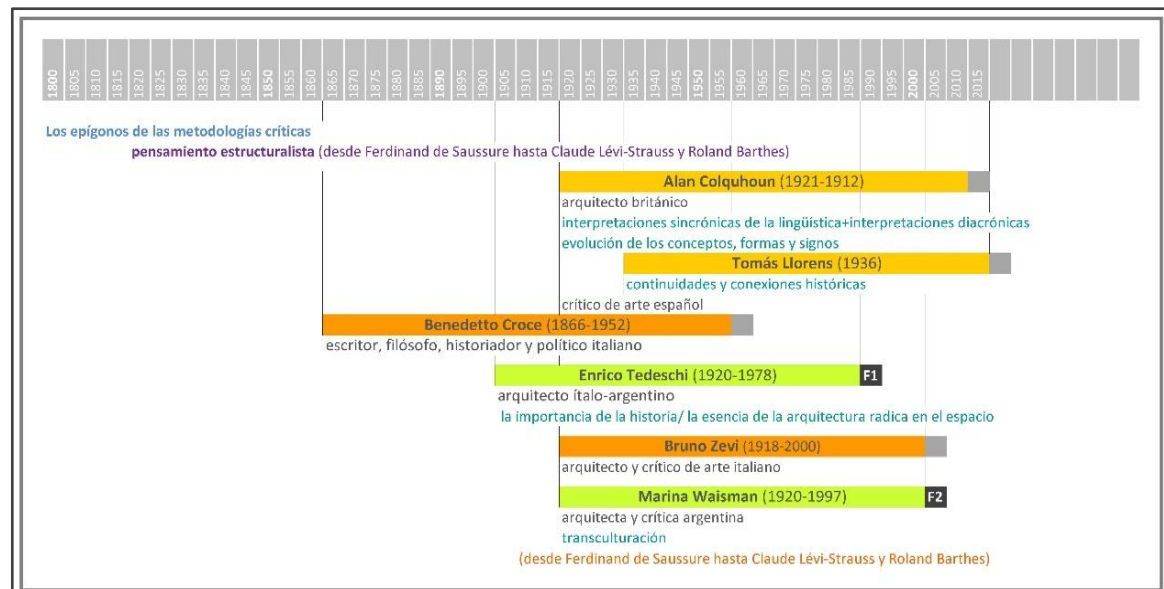 1800 1805 1810 1815 1820 1825 1830 1835 1840 1845 1850 1855 1860 1865 1870 1875 1880 1885 1890 1895 1900 1905 1910 1915 1920 1925 1930 1935 1940 1945 1950 1955 1960 1965 1970 1975 1980 1985 1990 1995 2000 2005 2010 2015
Los epígonos de las metodologías críticas
pensamiento estructuralista (desde Ferdinand de Saussure hasta Claude Lévi-Strauss y Roland Barthes)
Alan Colquhoun (1921-1912)
arquitecto británico
interpretaciones sincrónicas de la lingüística+interpretaciones diacrónicas
evolución de los conceptos, formas y signos
Tomás Llorens (1936)
continuidades y conexiones históricas
crítico de arte español
Benedetto Croce (1866-1952)
escritor, filósofo, historiador y político italiano
Enrico Tedeschi (1920-1978) F1
arquitecto ítalo-argentino
la importancia de la historia/ la esencia de la arquitectura radica en el espacio
Bruno Zevi (1918-2000)
arquitecto y crítico de arte italiano
Marina Waisman (1920-1997) F2
arquitecta y crítica argentina
transculturación
(desde Ferdinand de Saussure hasta Claude Lévi-Strauss y Roland Barthes)